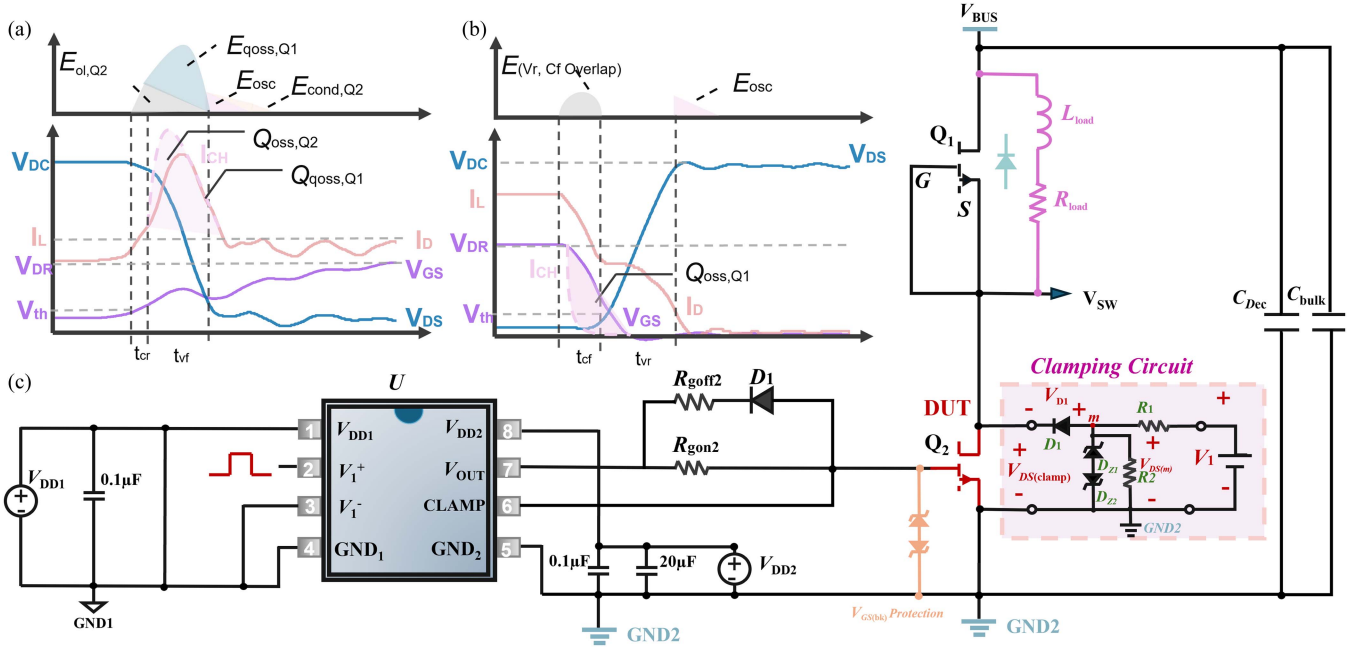 (a)
E_ol,Q2
E_qoss,Q1
E_osc
E_cond,Q2
V_DC
I_CH
Q_oss,Q2
Q_qoss,Q1
I_L
I_D
V_DR
V_GS
V_th
V_DS
t_cr
t_vf
(b)
E_(Vr, Cf Overlap)
E_osc
V_DC
V_DS
I_L
V_DR
I_CH
Q_oss,Q1
V_th
V_GS
I_D
t_cf
t_vr
V_BUS
Q_1
G
S
L_load
R_load
V_SW
C_Dec
C_bulk
(c)
U
V_DD1
0.1μF
GND1
1
V_DD1
2
V_1^+
3
V_1^-
4
GND_1
8
V_DD2
7
V_OUT
6
CLAMP
5
GND_2
R_goff2
D1
R_gon2
0.1μF
20μF
V_DD2
GND2
V_GS(bk) Protection
DUT
Q_2
GND2
Clamping Circuit
V_D1
- +
m
R_1
+
D_1
+
V_DS(clamp)
-
D_Z1
D_Z2
+
V_DS(m)
R2
-
V_1
-
GND2